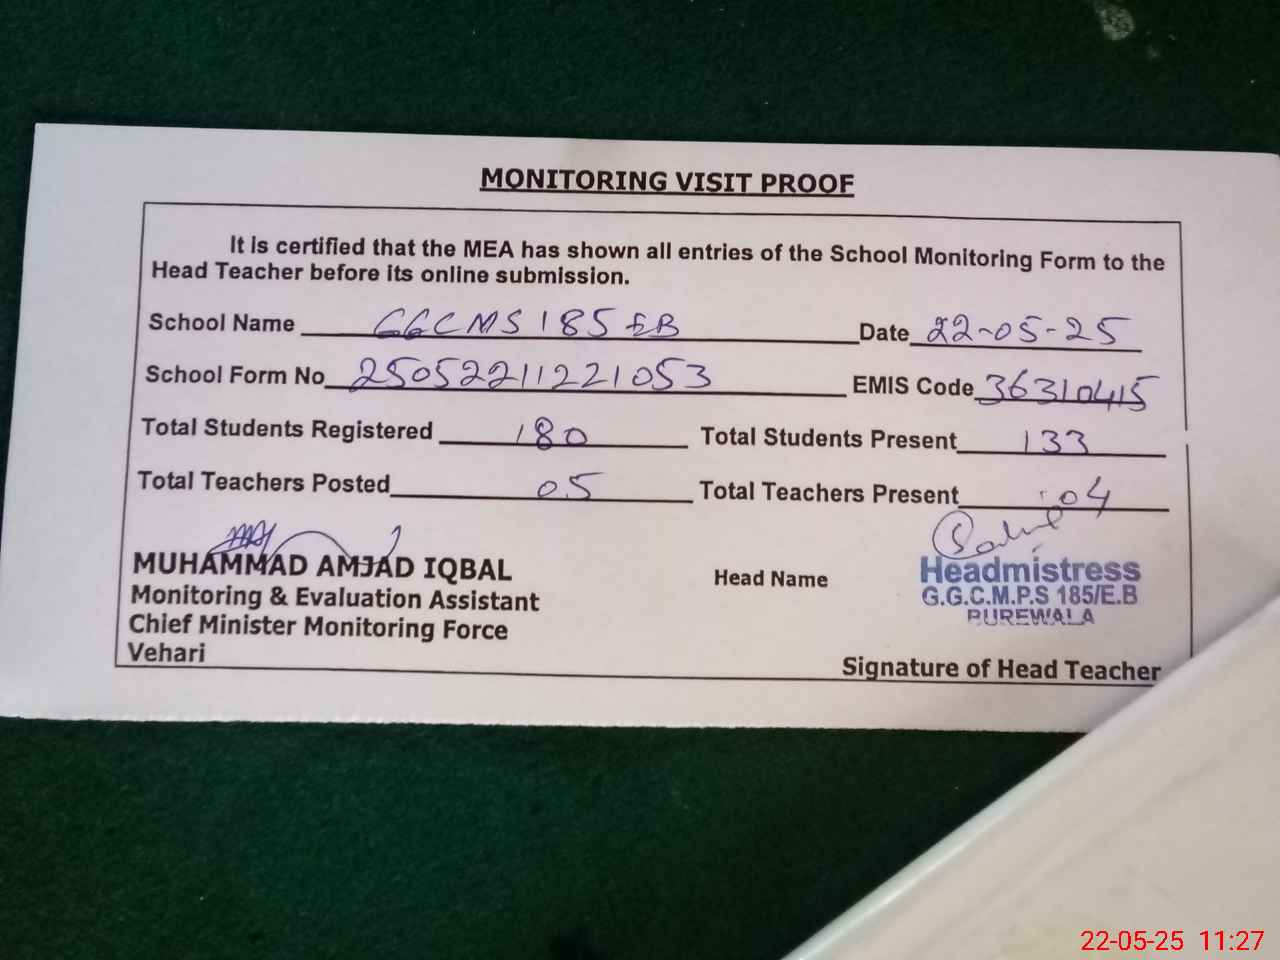 MONITORING VISIT PROOF
It is certified that the MEA has shown all entries of the School Monitoring Form to the
Head Teacher before its online submission.
School Name GGCMS 185 EB Date 22-05-25
School Form No 25052211221053 EMIS Code 36310415
Total Students Registered 180 Total Students Present 133
Total Teachers Posted 05 Total Teachers Present 04
MUHAMMAD AMJAD IQBAL
Monitoring & Evaluation Assistant
Chief Minister Monitoring Force
Vehari
Head Name
Headmistress
G.G.C.M.P.S 185/E.B
BUREWALA
Signature of Head Teacher
22-05-25 11:27